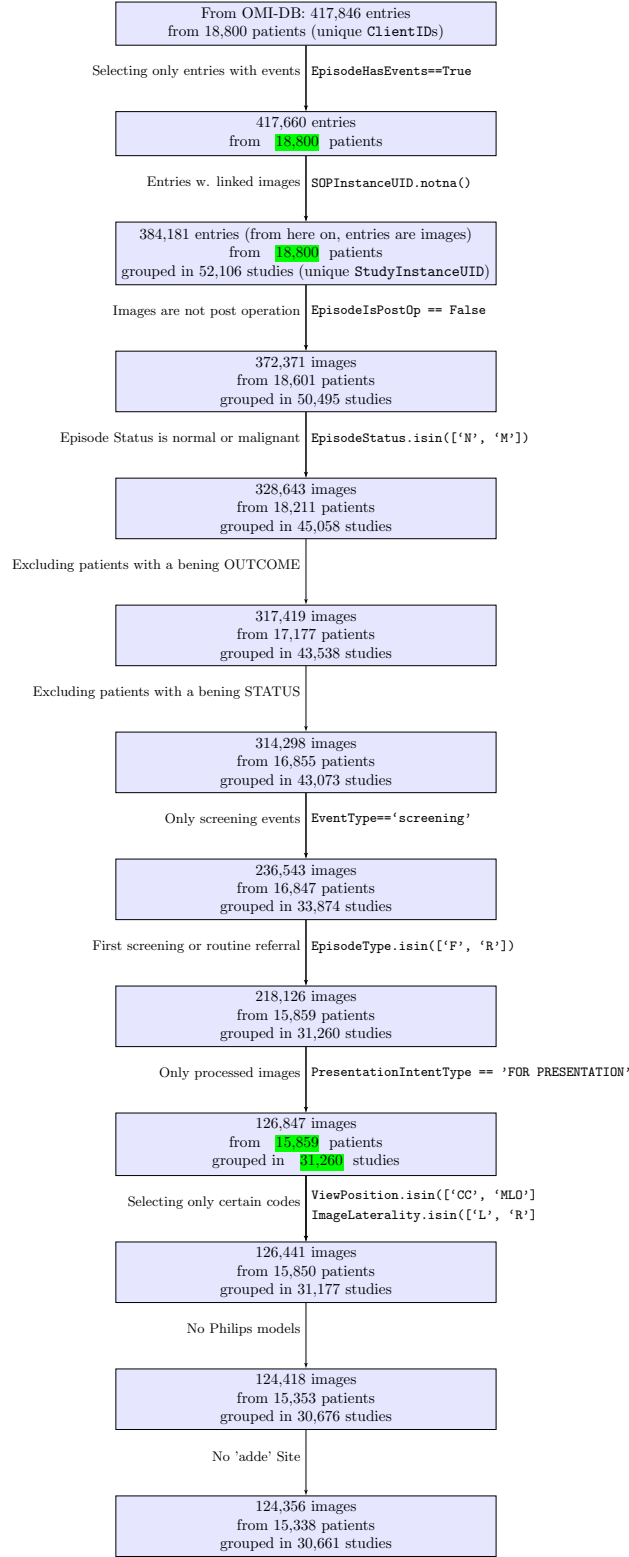 From OMI-DB: 417,846 entries
from 18,800 patients (unique ClientIDs)
Selecting only entries with events EpisodeHasEvents==True
417,660 entries
from 18,800 patients
Entries w. linked images SOPInstanceUID.notna()
384,181 entries (from here on, entries are images)
from 18,800 patients
grouped in 52,106 studies (unique StudyInstanceUID)
Images are not post operation EpisodeIsPostOp == False
372,371 images
from 18,601 patients
grouped in 50,495 studies
Episode Status is normal or malignant EpisodeStatus.isin([‘N’, ‘M’])
328,643 images
from 18,211 patients
grouped in 45,058 studies
Excluding patients with a bening OUTCOME
317,419 images
from 17,177 patients
grouped in 43,538 studies
Excluding patients with a bening STATUS
314,298 images
from 16,855 patients
grouped in 43,073 studies
Only screening events EventType==‘screening’
236,543 images
from 16,847 patients
grouped in 33,874 studies
First screening or routine referral EpisodeType.isin([‘F’, ‘R’])
218,126 images
from 15,859 patients
grouped in 31,260 studies
Only processed images PresentationIntentType == ’FOR PRESENTATION’
126,847 images
from 15,859 patients
grouped in 31,260 studies
Selecting only certain codes
ViewPosition.isin([‘CC’, ‘MLO’]
ImageLaterality.isin([‘L’, ‘R’]
126,441 images
from 15,850 patients
grouped in 31,177 studies
No Philips models
124,418 images
from 15,353 patients
grouped in 30,676 studies
No ’adde’ Site
124,356 images
from 15,338 patients
grouped in 30,661 studies